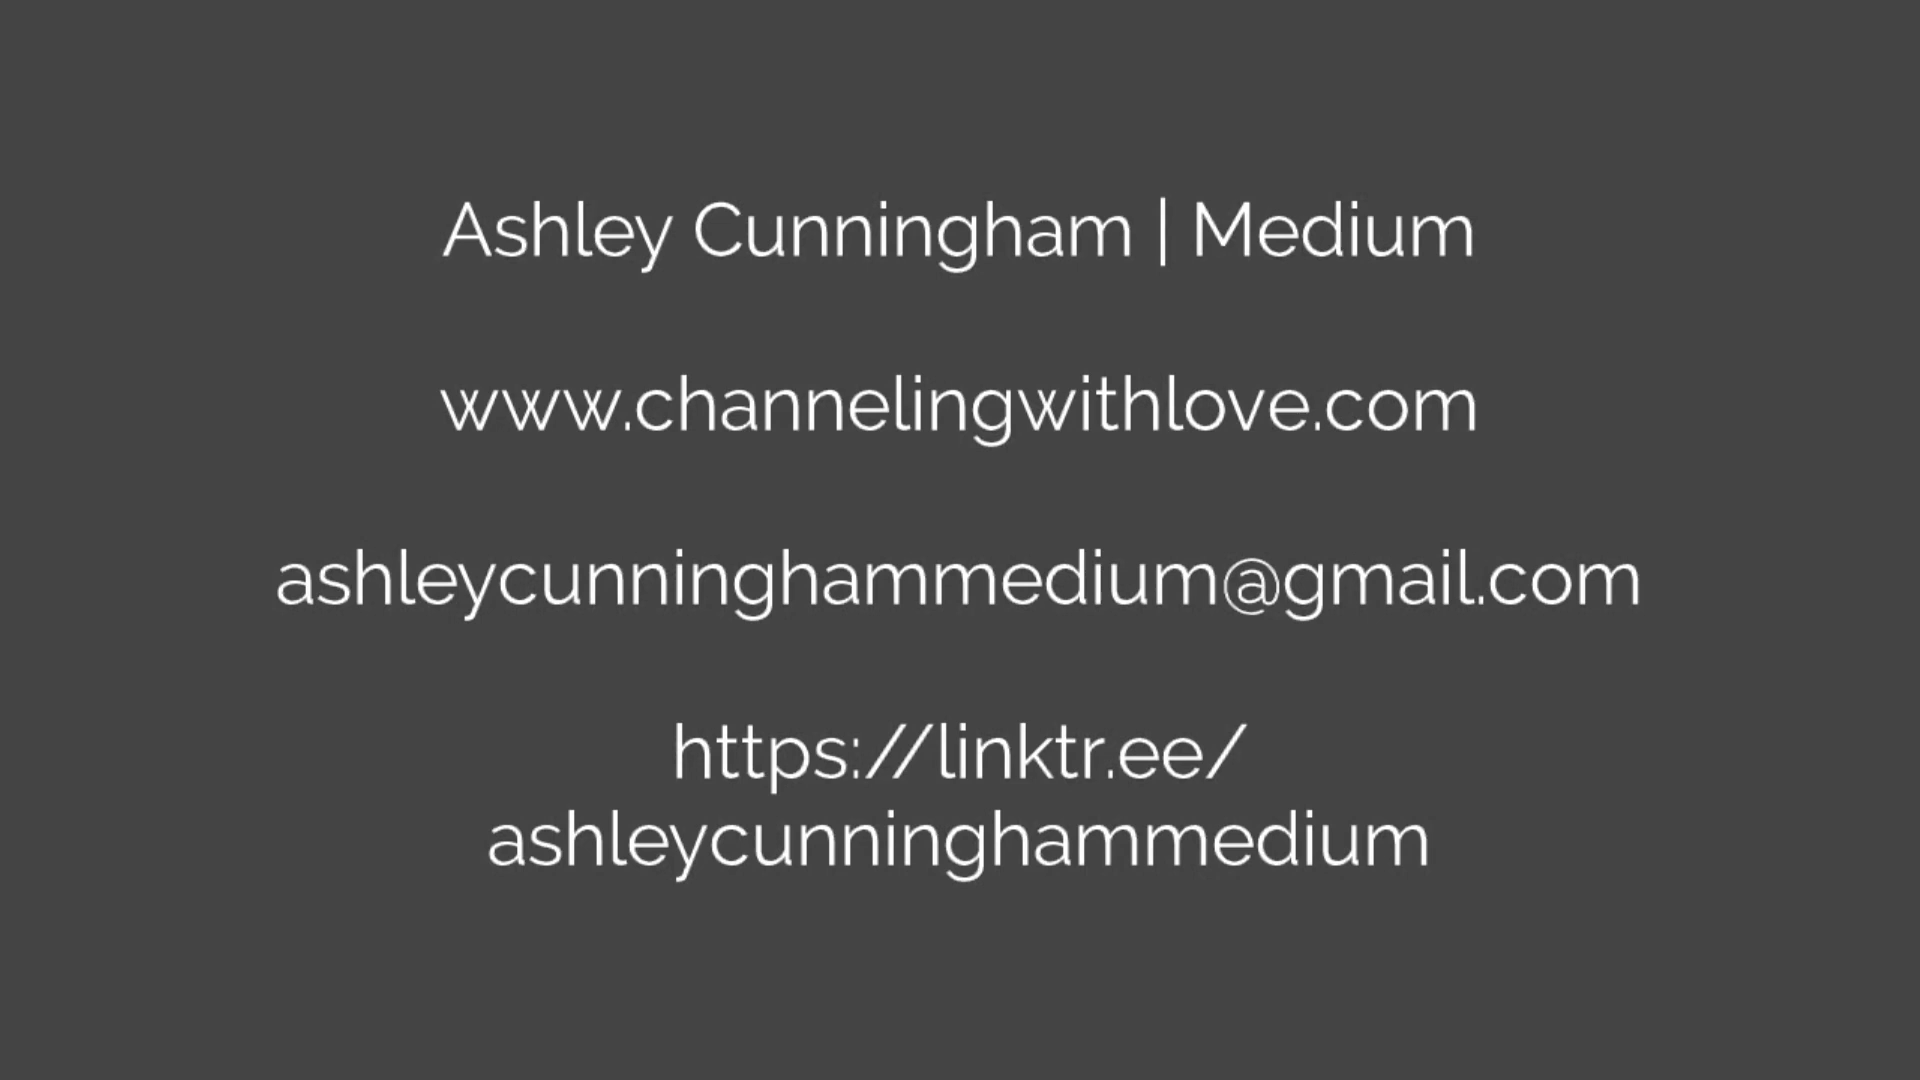 Ashley Cunningham | Medium
www.channelingwithlove.com
ashleycunninghammedium@gmail.com
https://linktr.ee/
ashleycunninghammedium